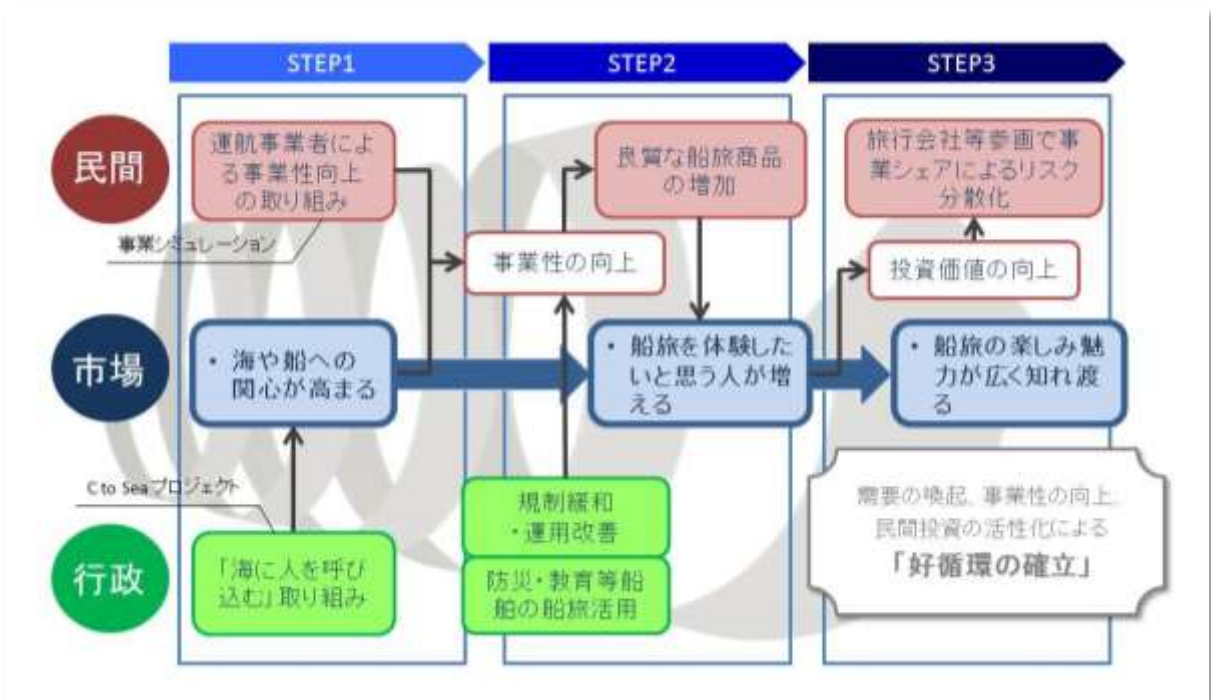 STEP1
STEP2
STEP3
民間
運航事業者によ
る事業性向上
の取り組み
事業シミュレーション
事業性の向上
良質な船旅商品
の増加
旅行会社等参画で事
業シェアによるリスク
分散化
投資価値の向上
市場
・ 海や船への
関心が高まる
・ 船旅を体験した
いと思う人が増
える
・ 船旅の楽しみ魅
力が広く知れ渡
る
行政
C to Seaプロジェクト
「海に人を呼び
込む」取り組み
規制緩和
・運用改善
防災・教育等船
舶の船旅活用
需要の喚起、事業性の向上、
民間投資の活性化による
「好循環の確立」